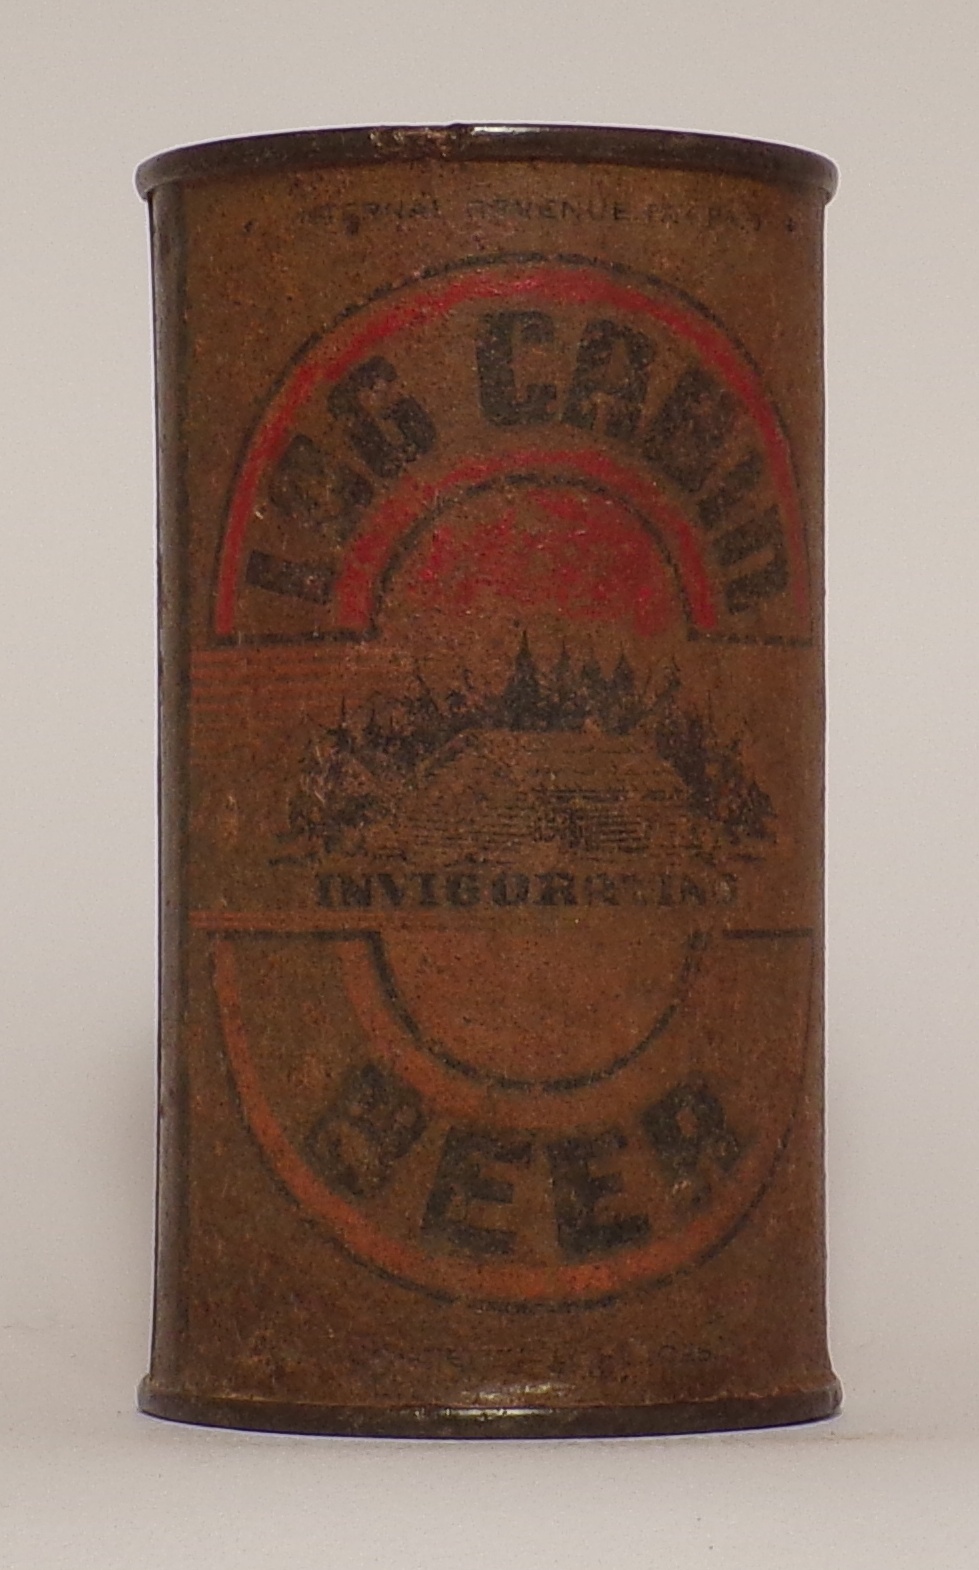 INTERNAL REVENUE TAX PAID
LOG CABIN
INVIGORATING
BEER